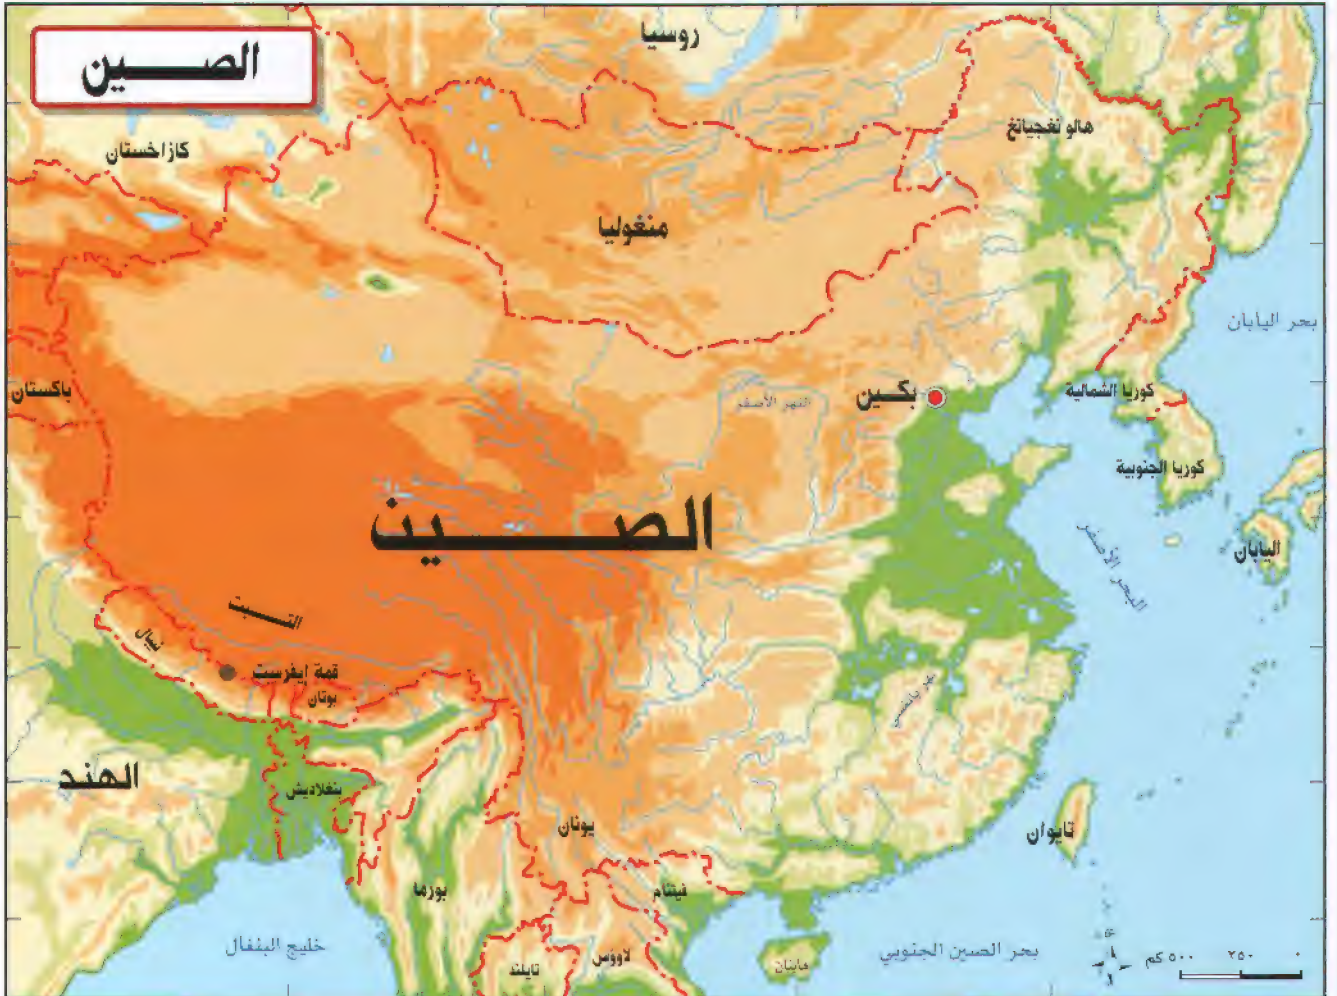 الصين
روسيا
هالو نغجيانغ
كازاخستان
منغوليا
بحر اليابان
باكستان
النهر الأصفر
بكين
كوريا الشمالية
كوريا الجنوبية
الصين
اليابان
البحر الأصفر
التبت
نيبال
قمة إيفرست
بوتان
نهر يانغتسي
الهند
بنغلاديش
يونان
تايوان
بورما
فيتنام
خليج البنغال
تايلند
لاووس
هاينان
بحر الصين الجنوبي
٠ ٢٥٠ ٥٠٠ كم